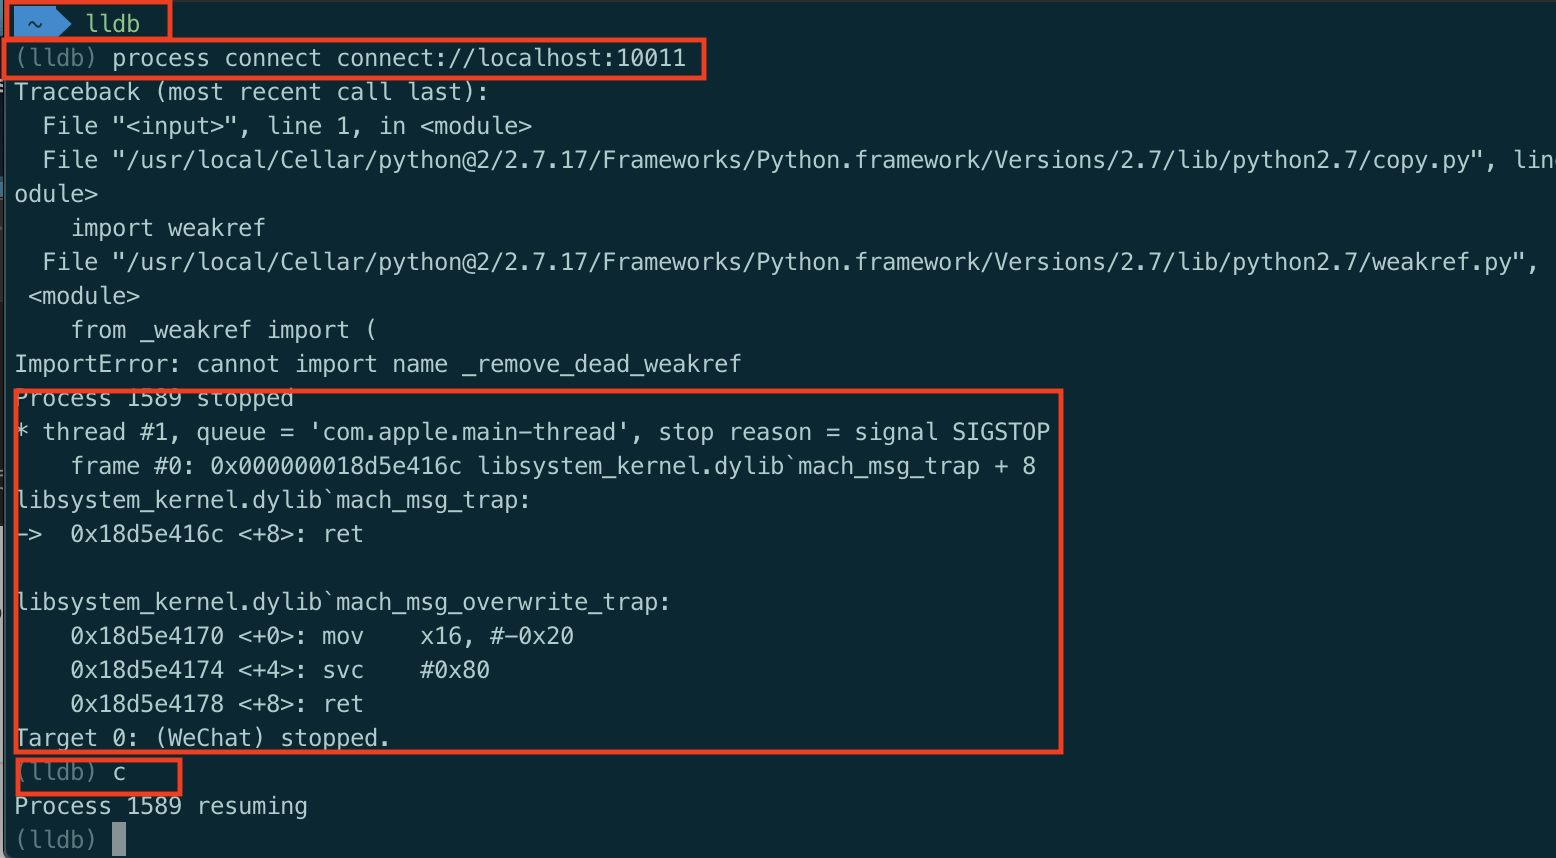 ~ lldb
(lldb) process connect connect://localhost:10011
Traceback (most recent call last):
  File "<input>", line 1, in <module>
  File "/usr/local/Cellar/python@2/2.7.17/Frameworks/Python.framework/Versions/2.7/lib/python2.7/copy.py", lin
odule>
    import weakref
  File "/usr/local/Cellar/python@2/2.7.17/Frameworks/Python.framework/Versions/2.7/lib/python2.7/weakref.py",
 <module>
    from _weakref import (
ImportError: cannot import name _remove_dead_weakref
Process 1589 stopped
* thread #1, queue = 'com.apple.main-thread', stop reason = signal SIGSTOP
    frame #0: 0x000000018d5e416c libsystem_kernel.dylib`mach_msg_trap + 8
libsystem_kernel.dylib`mach_msg_trap:
->  0x18d5e416c <+8>: ret

libsystem_kernel.dylib`mach_msg_overwrite_trap:
    0x18d5e4170 <+0>: mov    x16, #-0x20
    0x18d5e4174 <+4>: svc    #0x80
    0x18d5e4178 <+8>: ret
Target 0: (WeChat) stopped.
(lldb) c
Process 1589 resuming
(lldb)